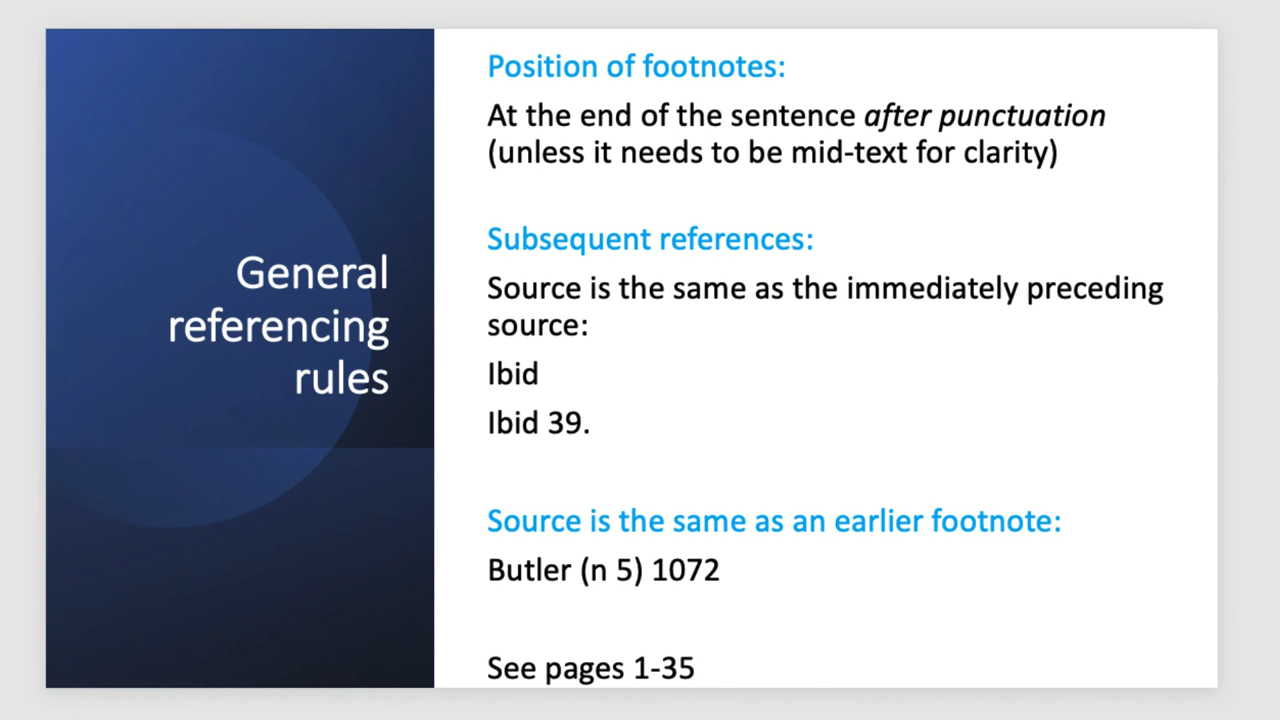 General
referencing
rules
Position of footnotes:
At the end of the sentence after punctuation
(unless it needs to be mid-text for clarity)
Subsequent references:
Source is the same as the immediately preceding
source:
Ibid
Ibid 39.
Source is the same as an earlier footnote:
Butler (n 5) 1072
See pages 1-35